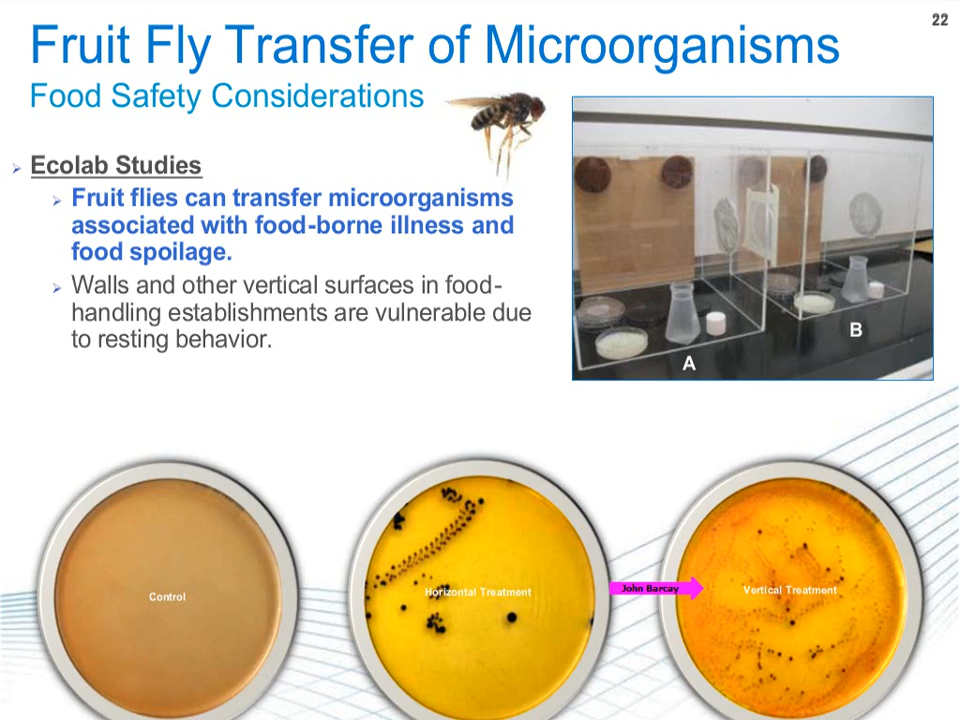 22
Fruit Fly Transfer of Microorganisms
Food Safety Considerations
Ecolab Studies
Fruit flies can transfer microorganisms
associated with food-borne illness and
food spoilage.
Walls and other vertical surfaces in food-
handling establishments are vulnerable due
to resting behavior.
A
B
Control
Horizontal Treatment
John Barcay
Vertical Treatment